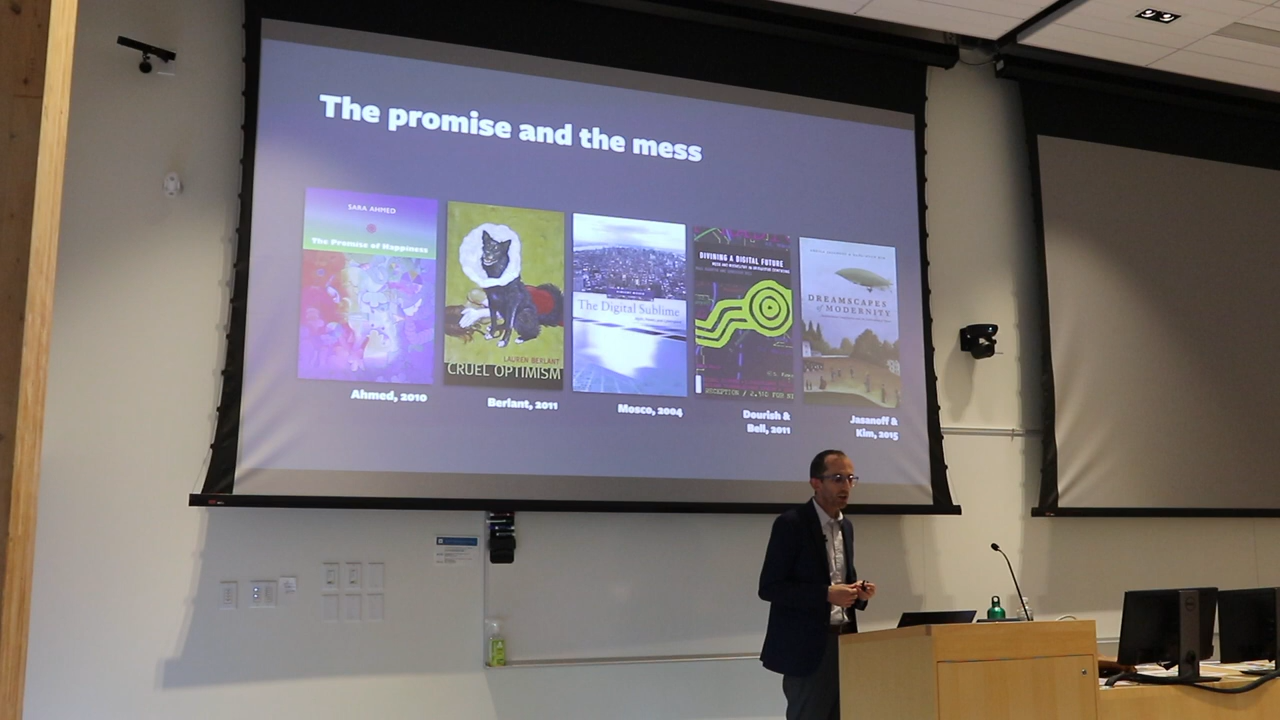 The promise and the mess
SARA AHMED
The Promise of Happiness
LAUREN BERLANT
CRUEL OPTIMISM
The Digital Sublime
DIVINING A DIGITAL FUTURE
DREAMSCAPES
of MODERNITY
Ahmed, 2010
Berlant, 2011
Mosco, 2004
Dourish &
Bell, 2011
Jasanoff &
Kim, 2015